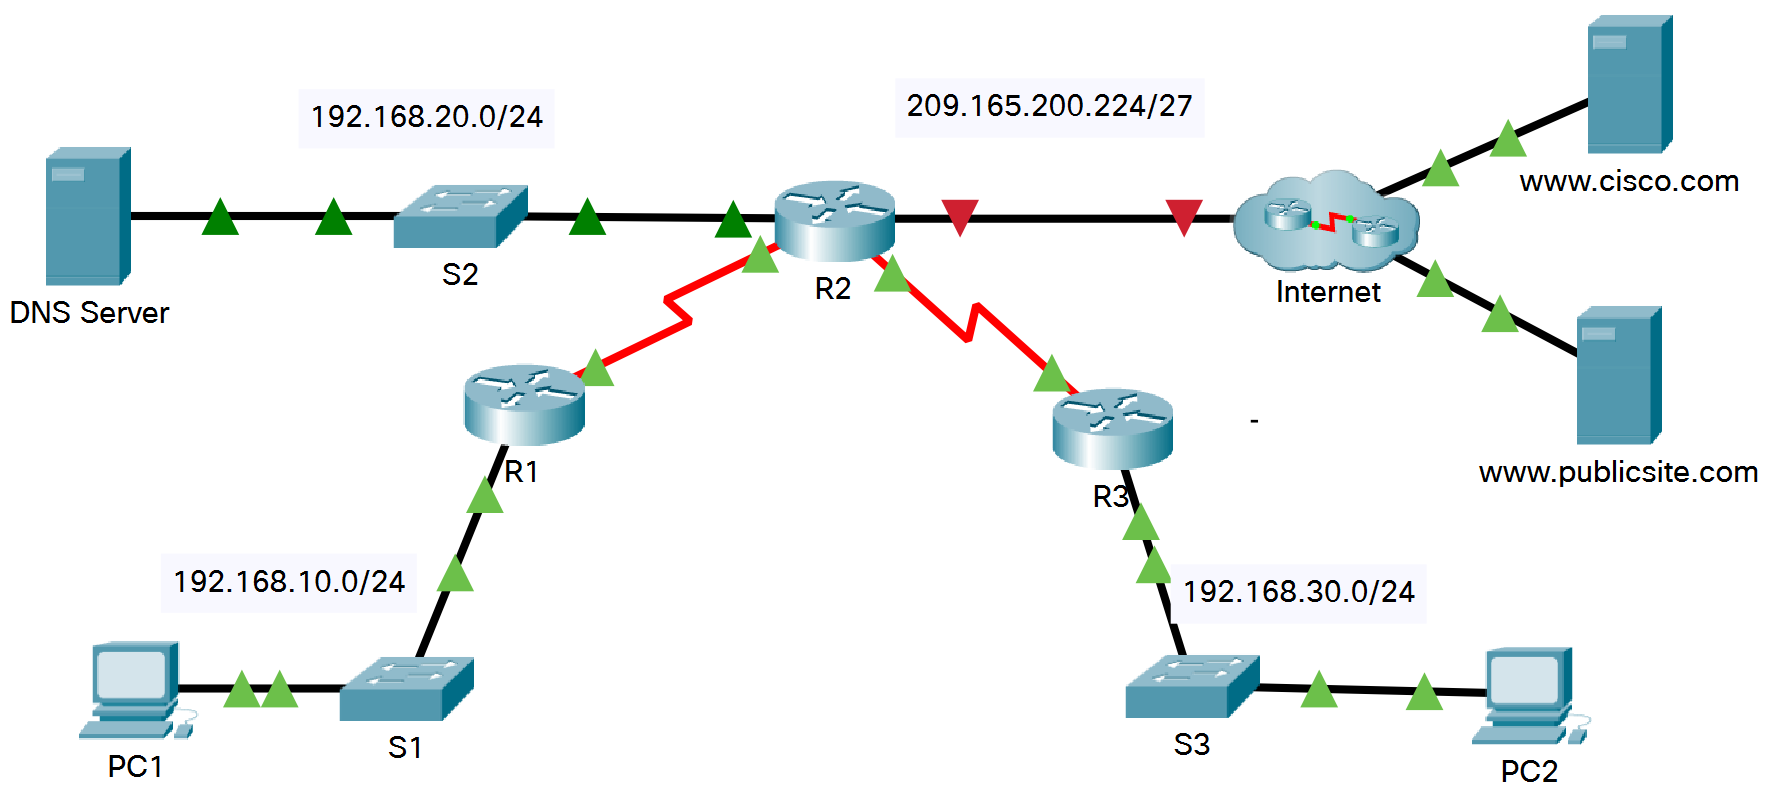 192.168.20.0/24
209.165.200.224/27
www.cisco.com
S2
R2
Internet
DNS Server
R1
-
R3
www.publicsite.com
192.168.10.0/24
192.168.30.0/24
S1
S3
PC1
PC2